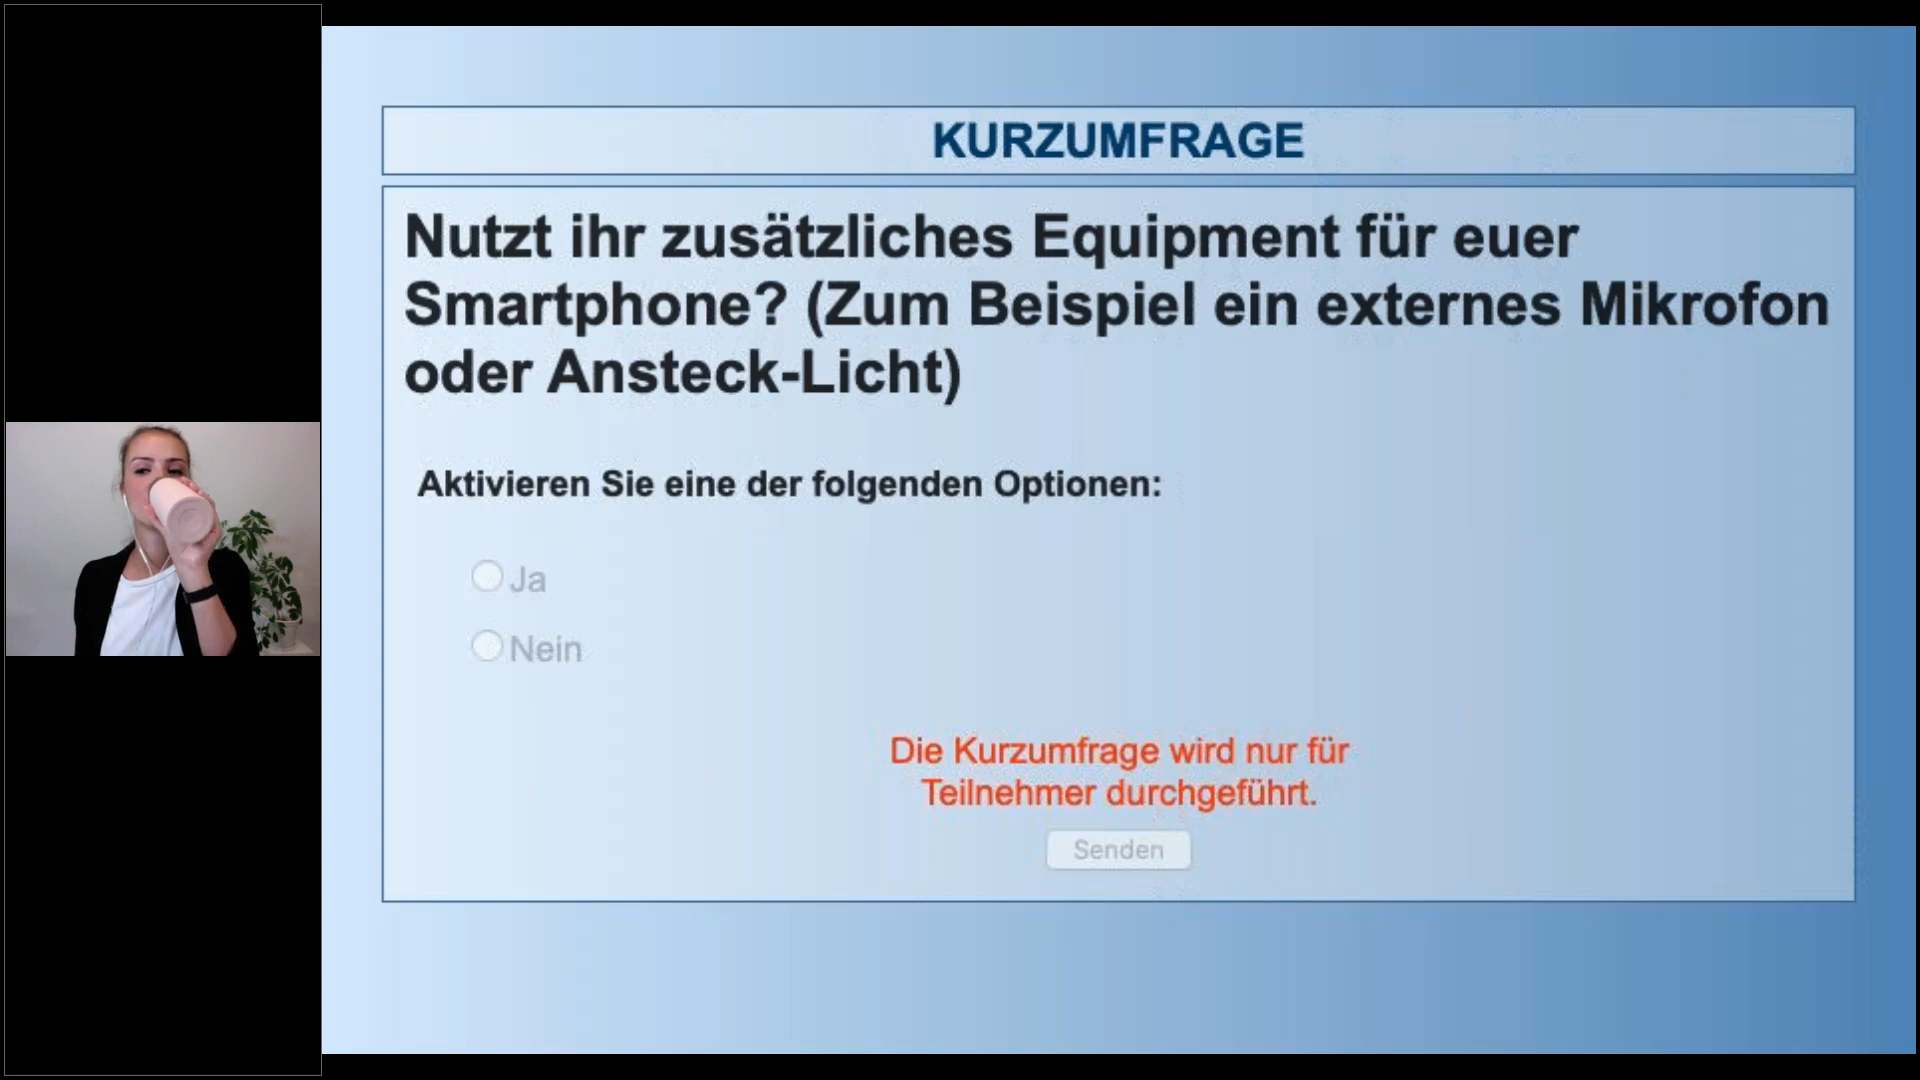 KURZUMFRAGE
Nutzt ihr zusätzliches Equipment für euer
Smartphone? (Zum Beispiel ein externes Mikrofon
oder Ansteck-Licht)
Aktivieren Sie eine der folgenden Optionen:
Ja
Nein
Die Kurzumfrage wird nur für
Teilnehmer durchgeführt.
Senden